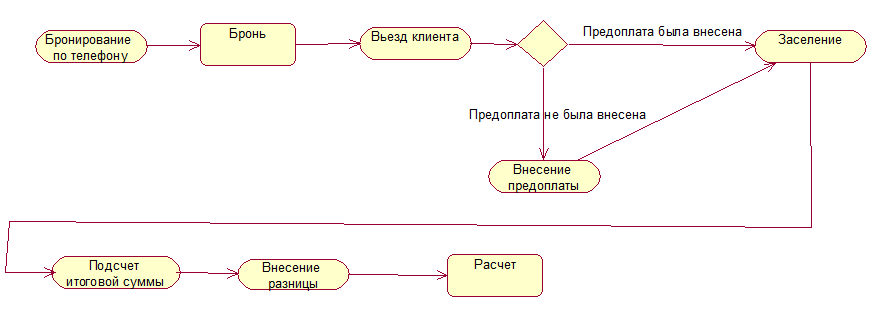 Бронирование
по телефону
Бронь
Вьезд клиента
Предоплата была внесена
Заселение
Предоплата не была внесена
Внесение
предоплаты
Подсчет
итоговой суммы
Внесение
разницы
Расчет